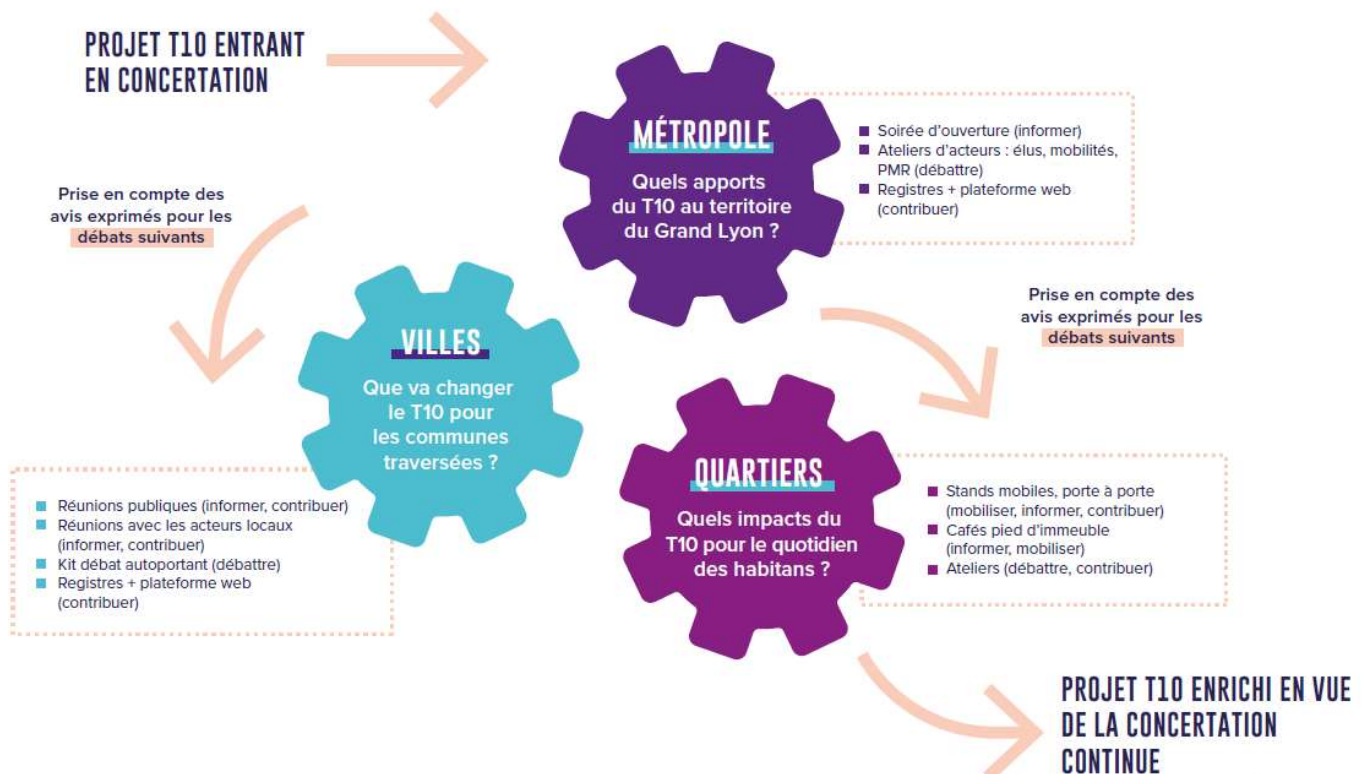 PROJET T10 ENTRANT
EN CONCERTATION
MÉTROPOLE
Quels apports
du T10 au territoire
du Grand Lyon ?
Soirée d'ouverture (informer)
Ateliers d'acteurs : élus, mobilités,
PMR (débattre)
Registres + plateforme web
(contribuer)
Prise en compte des
avis exprimés pour les
débats suivants
VILLES
Que va changer
le T10 pour
les communes
traversées ?
Réunions publiques (informer, contribuer)
Réunions avec les acteurs locaux
(informer, contribuer)
Kit débat autoportant (débattre)
Registres + plateforme web
(contribuer)
Prise en compte des
avis exprimés pour les
débats suivants
QUARTIERS
Quels impacts du
T10 pour le quotidien
des habitans ?
Stands mobiles, porte à porte
(mobiliser, informer, contribuer)
Cafés pied d'immeuble
(informer, mobiliser)
Ateliers (débattre, contribuer)
PROJET T10 ENRICHI EN VUE
DE LA CONCERTATION
CONTINUE